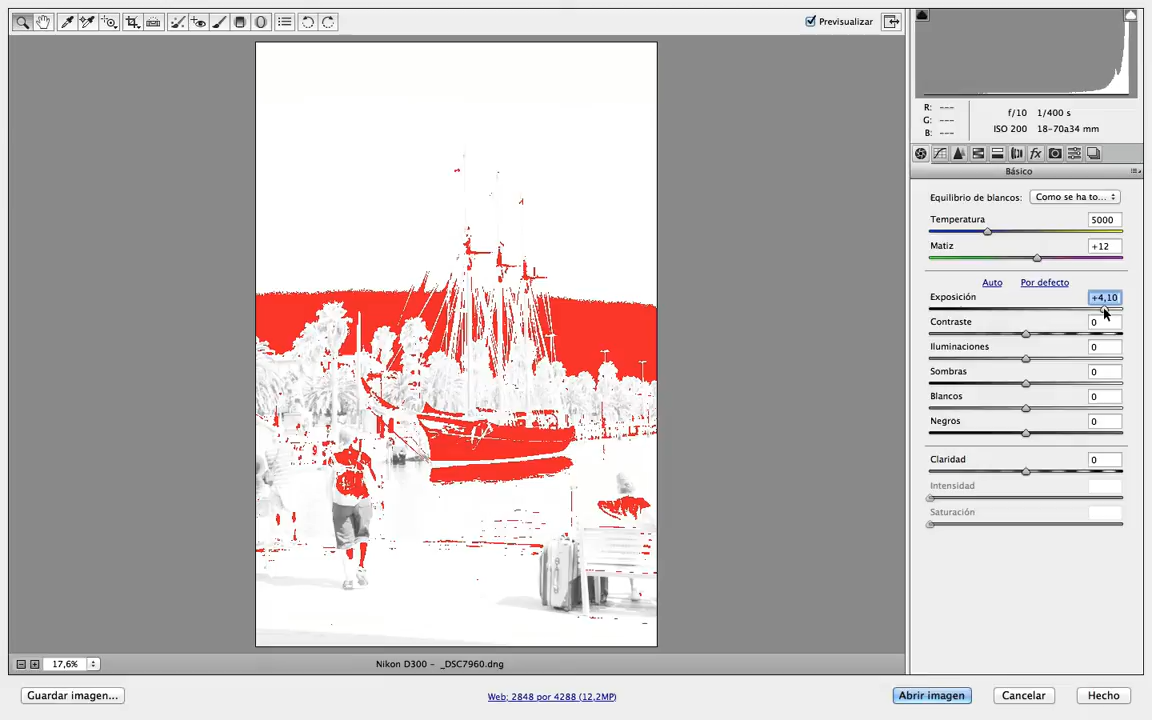 Previsualizar
R: ---
G: ---
B: ---
f/10 1/400 s
ISO 200 18-70a34 mm
Básico
Equilibrio de blancos: Como se ha to...
Temperatura 5000
Matiz +12
Auto Por defecto
Exposición +4,10
Contraste 0
Iluminaciones 0
Sombras 0
Blancos 0
Negros 0
Claridad 0
Intensidad
Saturación
17,6%
Nikon D300 - _DSC7960.dng
Guardar imagen...
Web; 2848 por 4288 (12,2MP)
Abrir imagen
Cancelar
Hecho